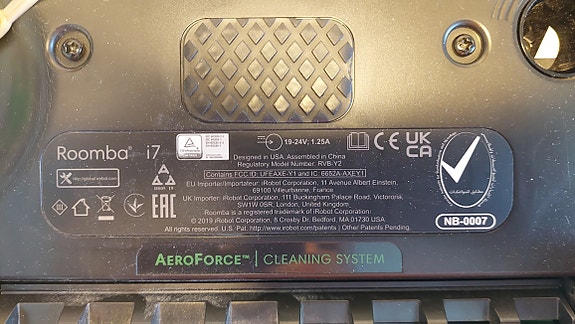 Roomba® i7
19-24V; 1.25A
CE
UK
CA
Designed in USA. Assembled in China
Regulatory Model Number: RVB-Y2
Contains FCC ID: UFEAXE-Y1 and IC: 6652A-AXEY1
EU Importer/Importateur: iRobot Corporation, 11 Avenue Albert Einstein,
69100 Villeurbanne, France
UK Importer: iRobot Corporation, 111 Buckingham Palace Road, Victoria,
SW1W 0SR, London, United Kingdom
Roomba is a registered trademark of iRobot Corporation.
© 2019 iRobot Corporation, 8 Crosby Dr. Bedford, MA 01730 USA
All rights reserved. U.S. Pat. http://www.irobot.com/patents | Other Patents Pending.
EAC
NB-0007
AEROFORCE™ | CLEANING SYSTEM